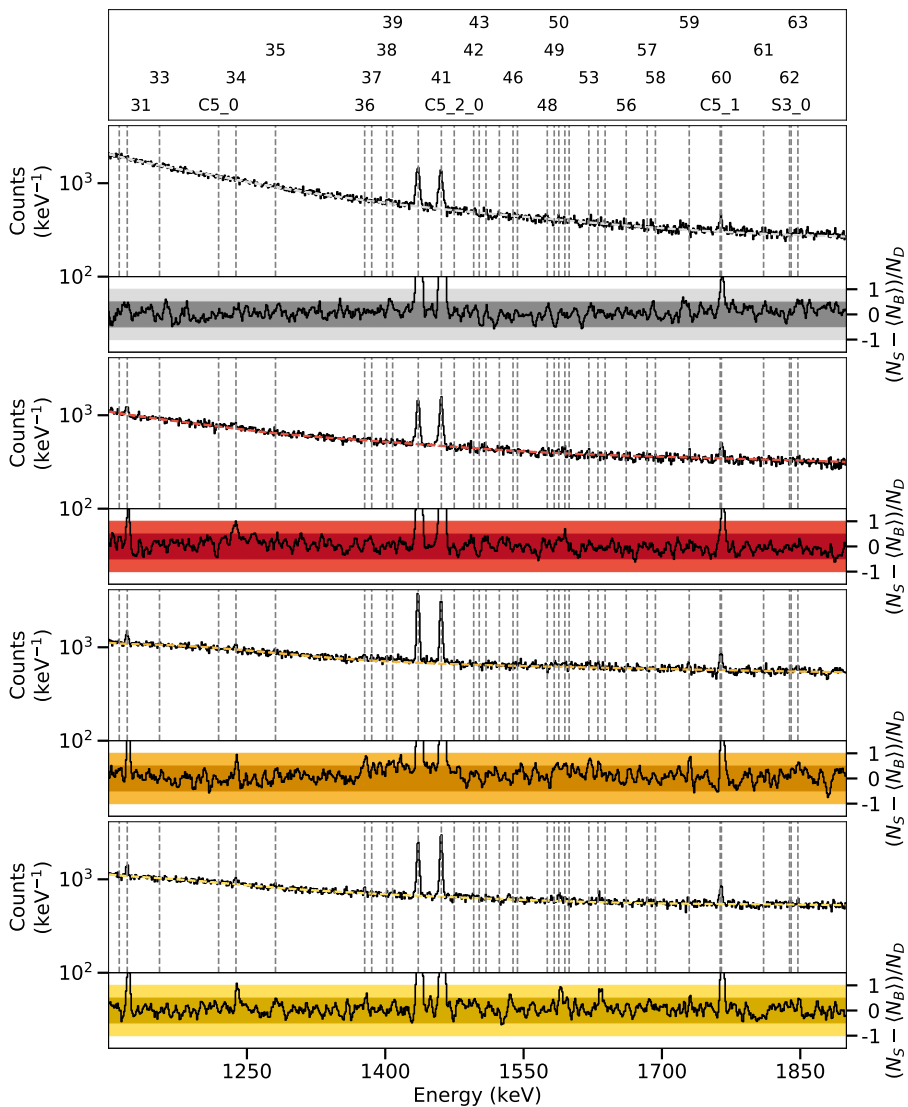 39 43 50 59 63
35 38 42 49 57 61
33 34 37 41 46 53 58 60 62
31 C5_0 36 C5_2_0 48 56 C5_1 S3_0
Counts
(keV⁻¹)
10³
10²
1
0
-1
(N_S − ⟨N_B⟩)/N_D
Counts
(keV⁻¹)
10³
10²
1
0
-1
(N_S − ⟨N_B⟩)/N_D
Counts
(keV⁻¹)
10³
10²
1
0
-1
(N_S − ⟨N_B⟩)/N_D
Counts
(keV⁻¹)
10³
10²
1
0
-1
(N_S − ⟨N_B⟩)/N_D
1250 1400 1550 1700 1850
Energy (keV)